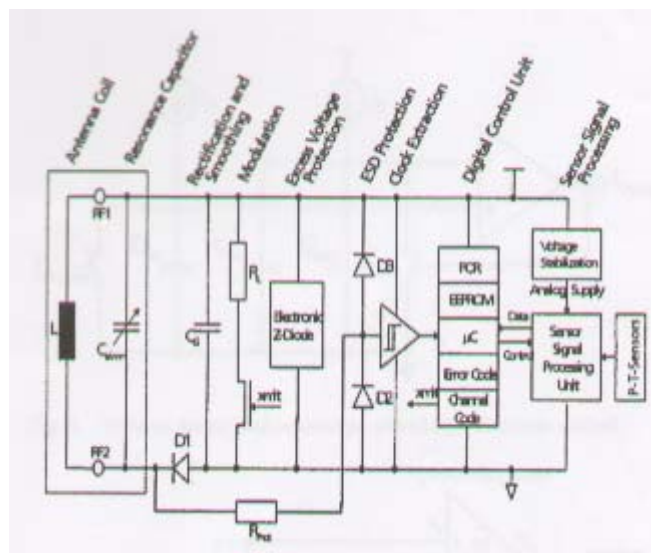 Antenna Coil
Resonance Capacitor
Rectification and
Smoothing
Modulation
Excess Voltage
Protection
ESD Protection
Clock Extraction
Digital Control Unit
Sensor Signal
Processing
RF1
L
R
Electronic
Z-Diode
xmit
D3
D2
POR
EEPROM
µC
Error Code
Channel
Code
xmit
Voltage
Stabilization
Analog Supply
Data
Control
Sensor
Signal
Processing
Unit
P-T-Sensors
RF2
D1